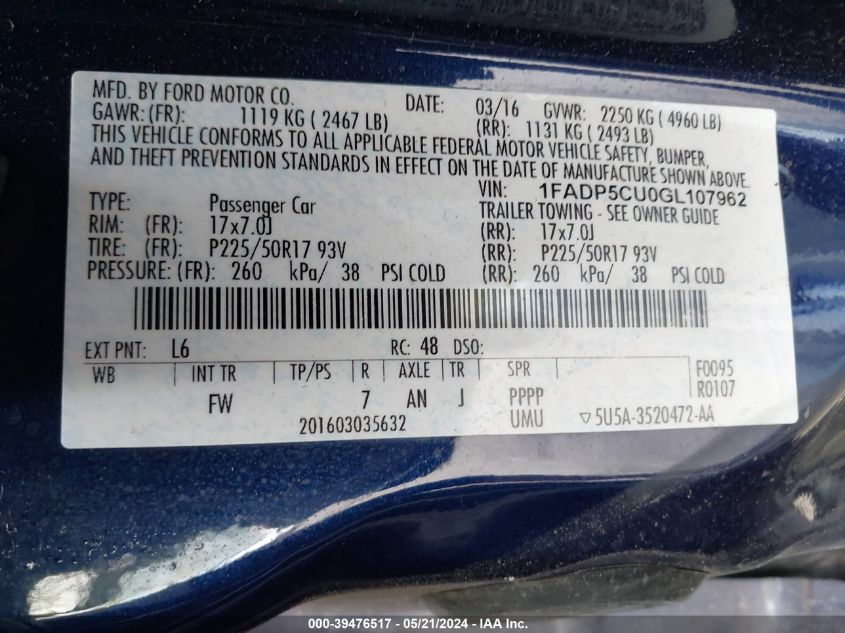 MFD. BY FORD MOTOR CO. DATE: 03/16 GVWR: 2250 KG ( 4960 LB)
GAWR:(FR): 1119 KG ( 2467 LB) (RR): 1131 KG ( 2493 LB)
THIS VEHICLE CONFORMS TO ALL APPLICABLE FEDERAL MOTOR VEHICLE SAFETY, BUMPER,
AND THEFT PREVENTION STANDARDS IN EFFECT ON THE DATE OF MANUFACTURE SHOWN ABOVE.
VIN: 1FADP5CU0GL107962
TYPE: Passenger Car TRAILER TOWING - SEE OWNER GUIDE
RIM: (FR): 17x7.0J (RR): 17x7.0J
TIRE: (FR): P225/50R17 93V (RR): P225/50R17 93V
PRESSURE: (FR): 260 kPa/ 38 PSI COLD (RR): 260 kPa/ 38 PSI COLD
EXT PNT: L6 RC: 48 DSO:
WB INT TR TP/PS R AXLE TR SPR F0095
FW 7 AN J PPPP R0107
201603035632 UMU ▽5U5A-3520472-AA
000-39476517 - 05/21/2024 - IAA Inc.